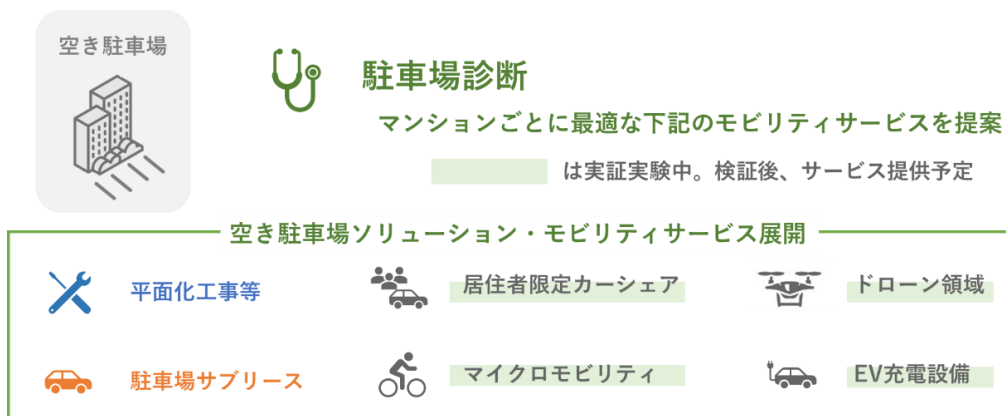 空き駐車場
駐車場診断
マンションごとに最適な下記のモビリティサービスを提案
は実証実験中。検証後、サービス提供予定
空き駐車場ソリューション・モビリティサービス展開
平面化工事等
居住者限定カーシェア
ドローン領域
駐車場サブリース
マイクロモビリティ
EV充電設備